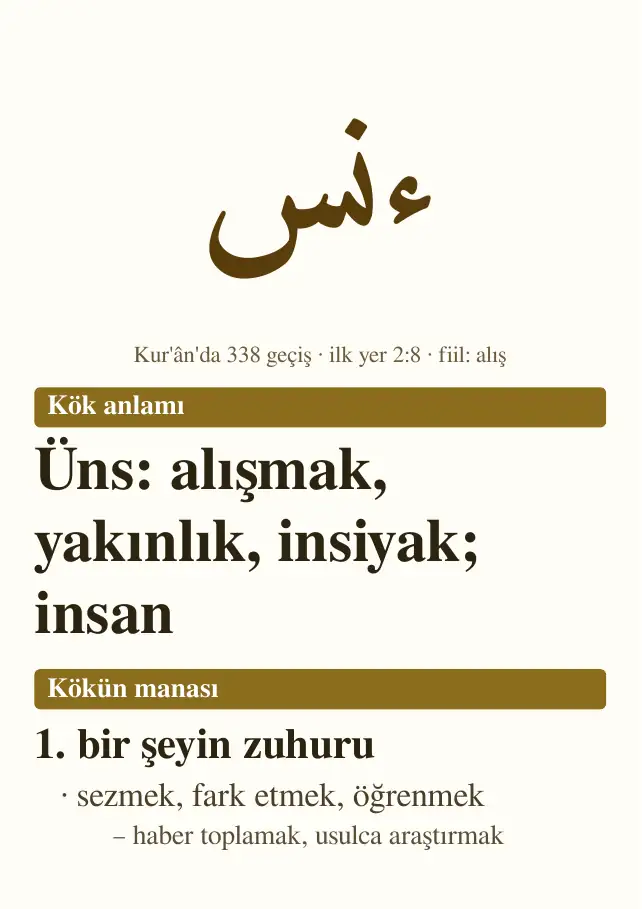 ءنس
Kur'ân'da 338 geçiş · ilk yer 2:8 · fiil: alış
Kök anlamı
Üns: alışmak,
yakınlık, insiyak;
insan
Kökün manası
1. bir şeyin zuhuru
· sezmek, fark etmek, öğrenmek
– haber toplamak, usulca araştırmak